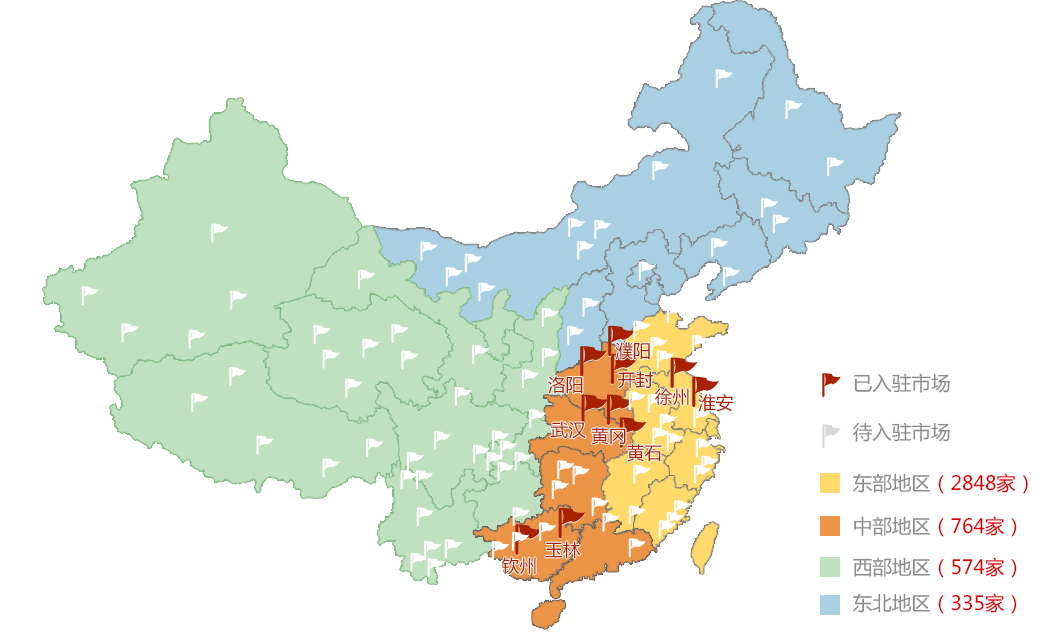 濮阳
开封
洛阳
徐州
淮安
武汉
黄冈
黄石
玉林
钦州
已入驻市场
待入驻市场
东部地区（2848家）
中部地区（764家）
西部地区（574家）
东北地区（335家）